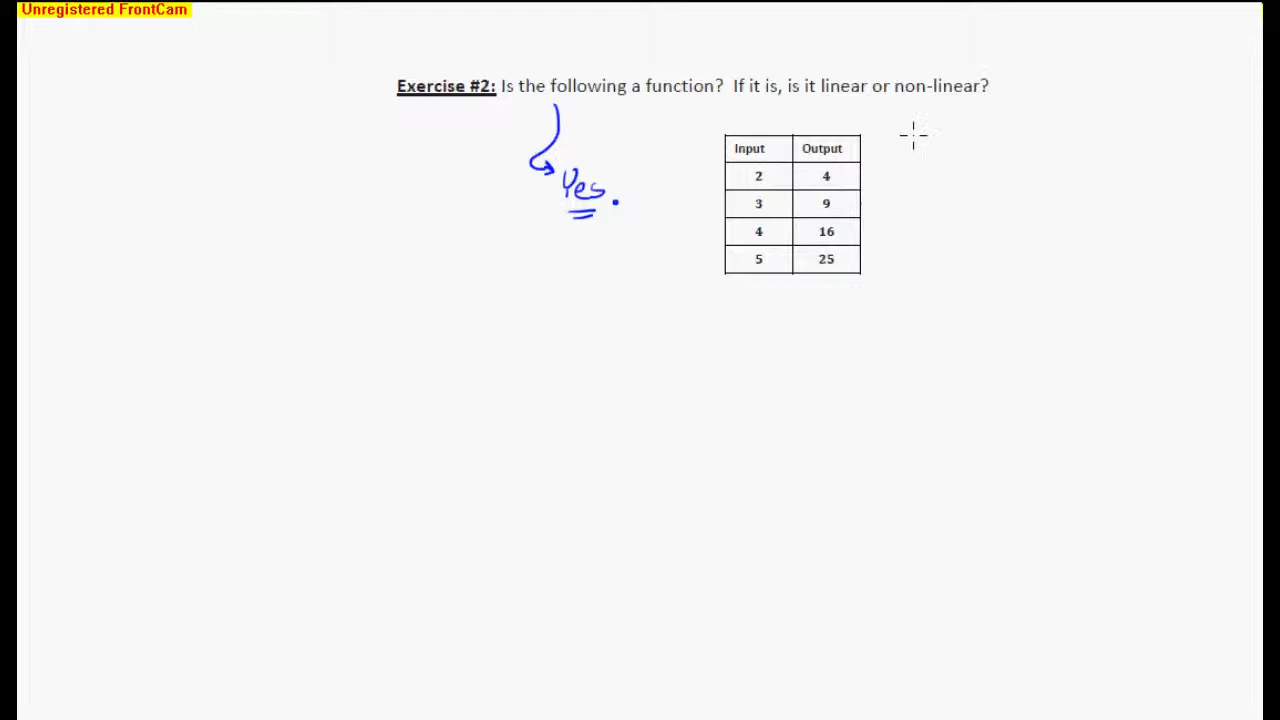 Unregistered FrontCam
Exercise #2: Is the following a function? If it is, is it linear or non-linear?
Yes.
Input Output
2 4
3 9
4 16
5 25